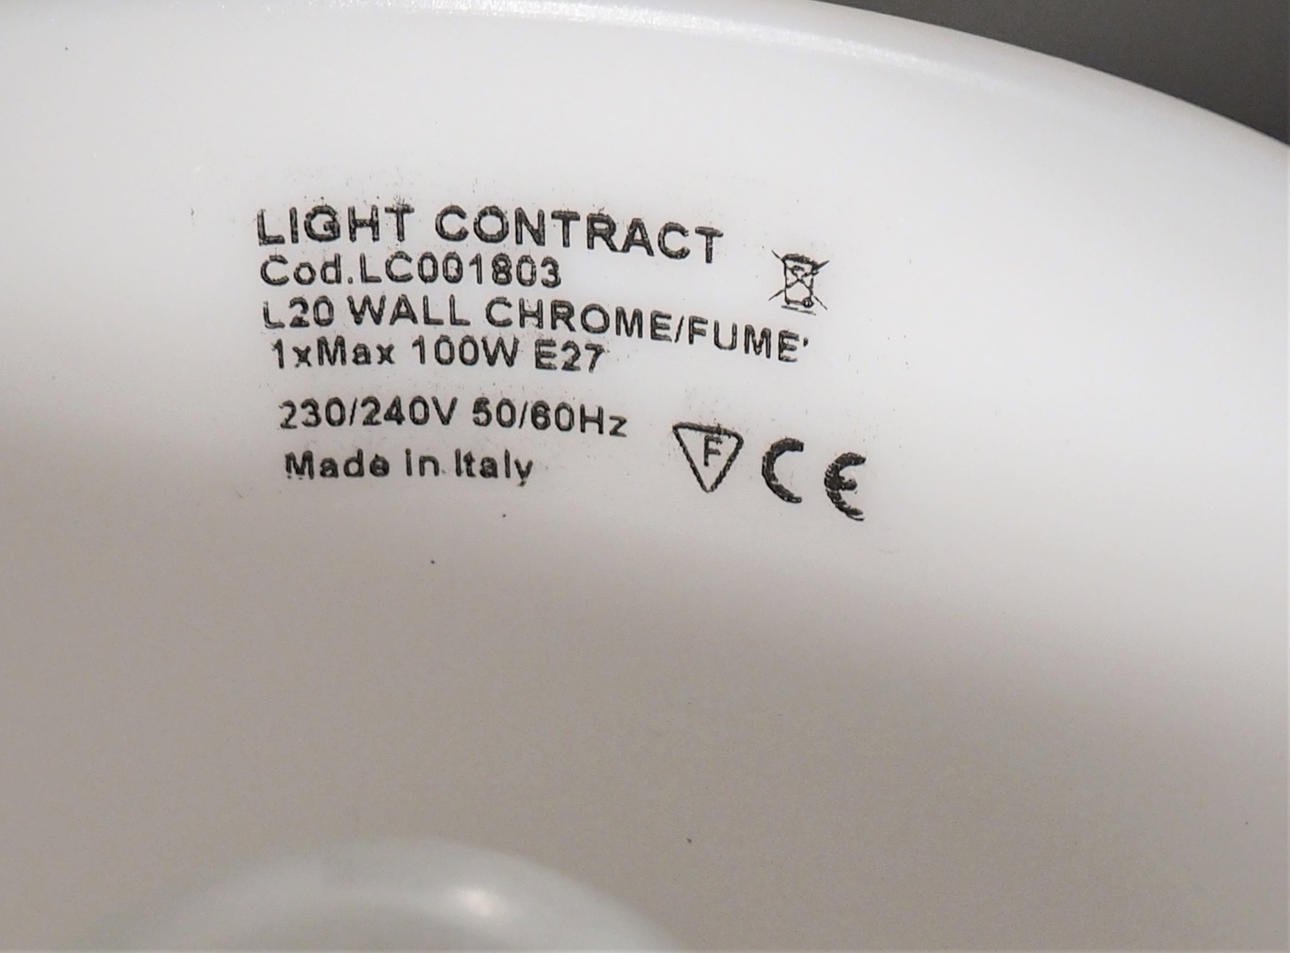 LIGHT CONTRACT
Cod.LC001803
L20 WALL CHROME/FUME'
1xMax 100W E27
230/240V 50/60Hz
F CE
Made in Italy